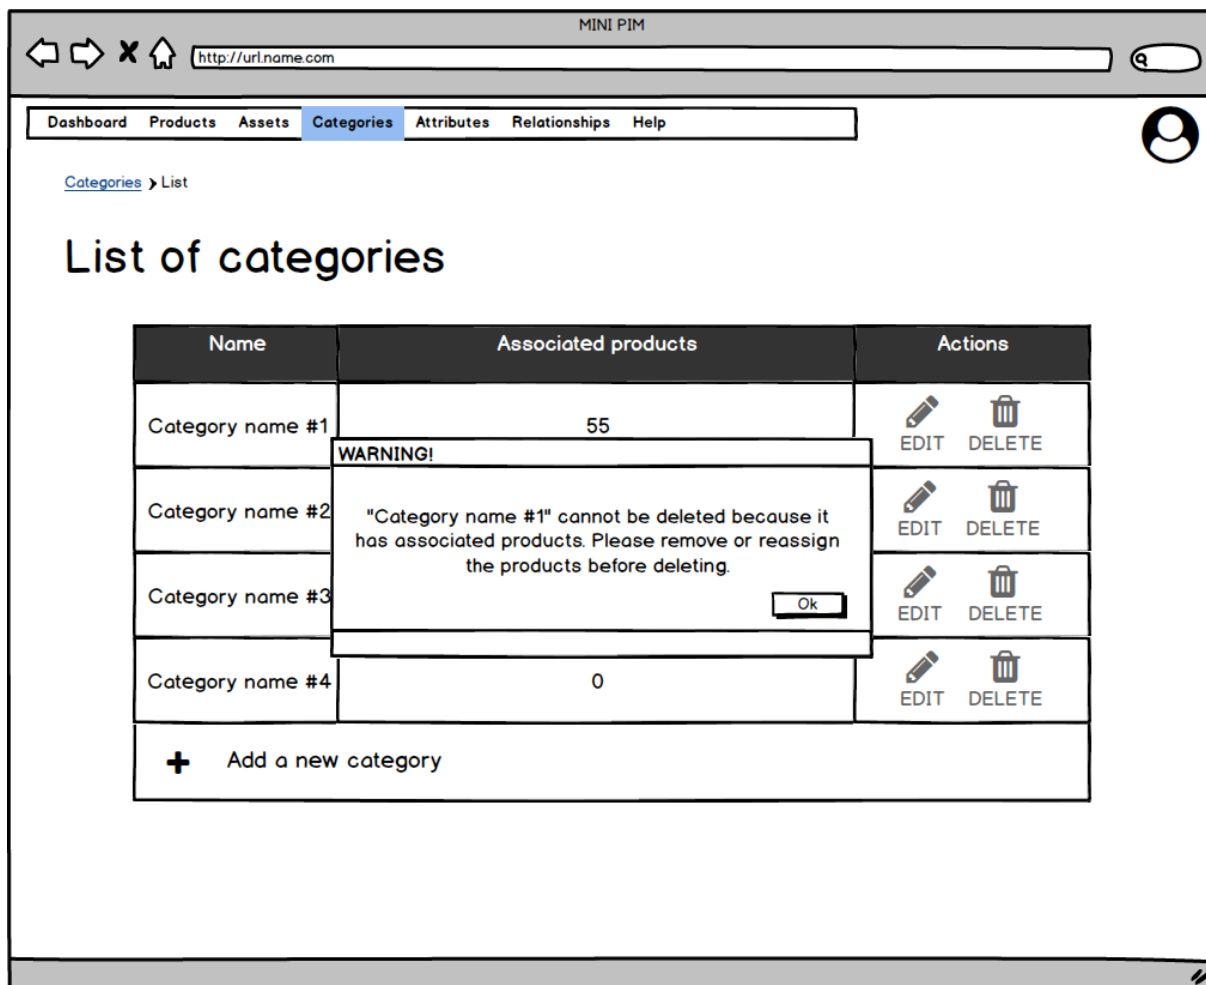 MINI PIM
http://url.name.com
Dashboard Products Assets Categories Attributes Relationships Help
Categories List
List of categories
Name Associated products Actions
Category name #1 55 EDIT DELETE
WARNING!
Category name #2 EDIT DELETE
"Category name #1" cannot be deleted because it
has associated products. Please remove or reassign
the products before deleting.
Category name #3 EDIT DELETE
Ok
Category name #4 0 EDIT DELETE
Add a new category